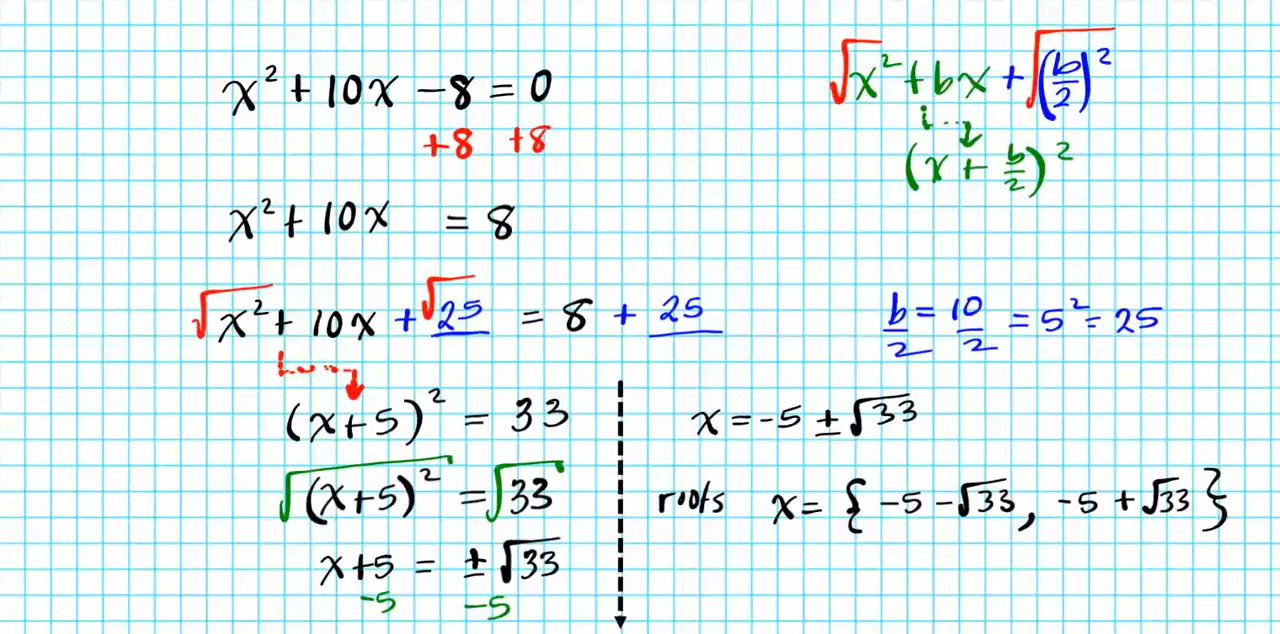 x² + 10x - 8 = 0
+8 +8
x² + 10x = 8
√x² + 10x + √25 = 8 + 25
(x+5)² = 33
√(x+5)² = √33
x+5 = ± √33
-5 -5
√x² + bx + √(b/2)²
(x + b/2)²
b/2 = 10/2 = 5² = 25
x = -5 ± √33
roots x = { -5 - √33, -5 + √33 }